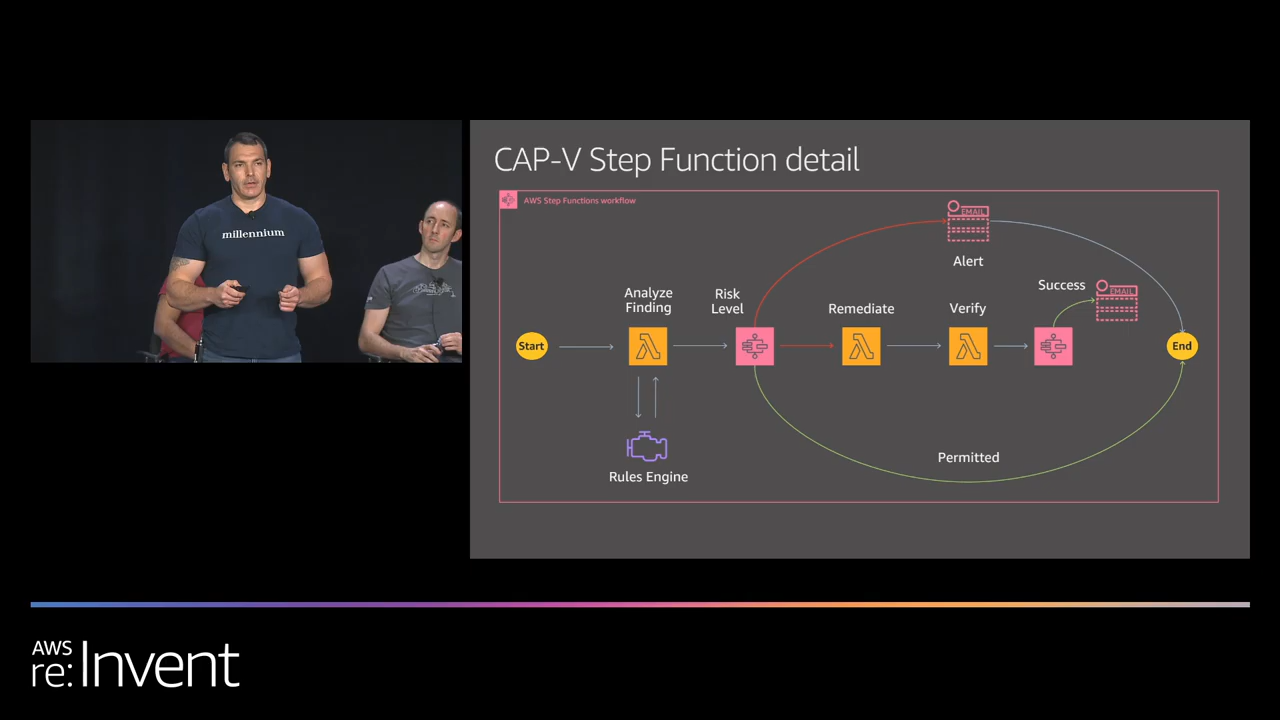 millennium
CAP-V Step Function detail
AWS Step Functions workflow
EMAIL
Alert
Success
EMAIL
Analyze
Finding
Risk
Level
Remediate
Verify
Start
End
Rules Engine
Permitted
AWS
re:Invent